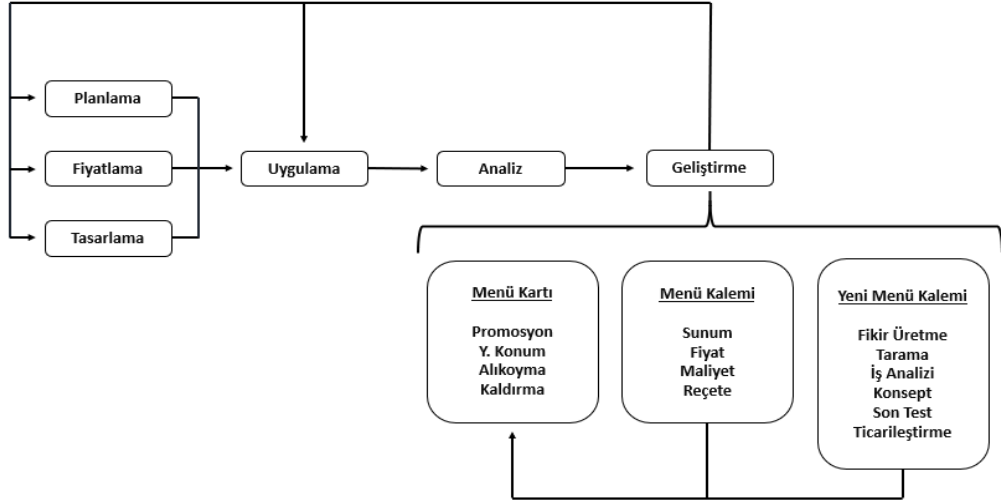 Planlama
Fiyatlama
Tasarlama
Uygulama
Analiz
Geliştirme
Menü Kartı
Promosyon
Y. Konum
Alıkoyma
Kaldırma
Menü Kalemi
Sunum
Fiyat
Maliyet
Reçete
Yeni Menü Kalemi
Fikir Üretme
Tarama
İş Analizi
Konsept
Son Test
Ticarileştirme